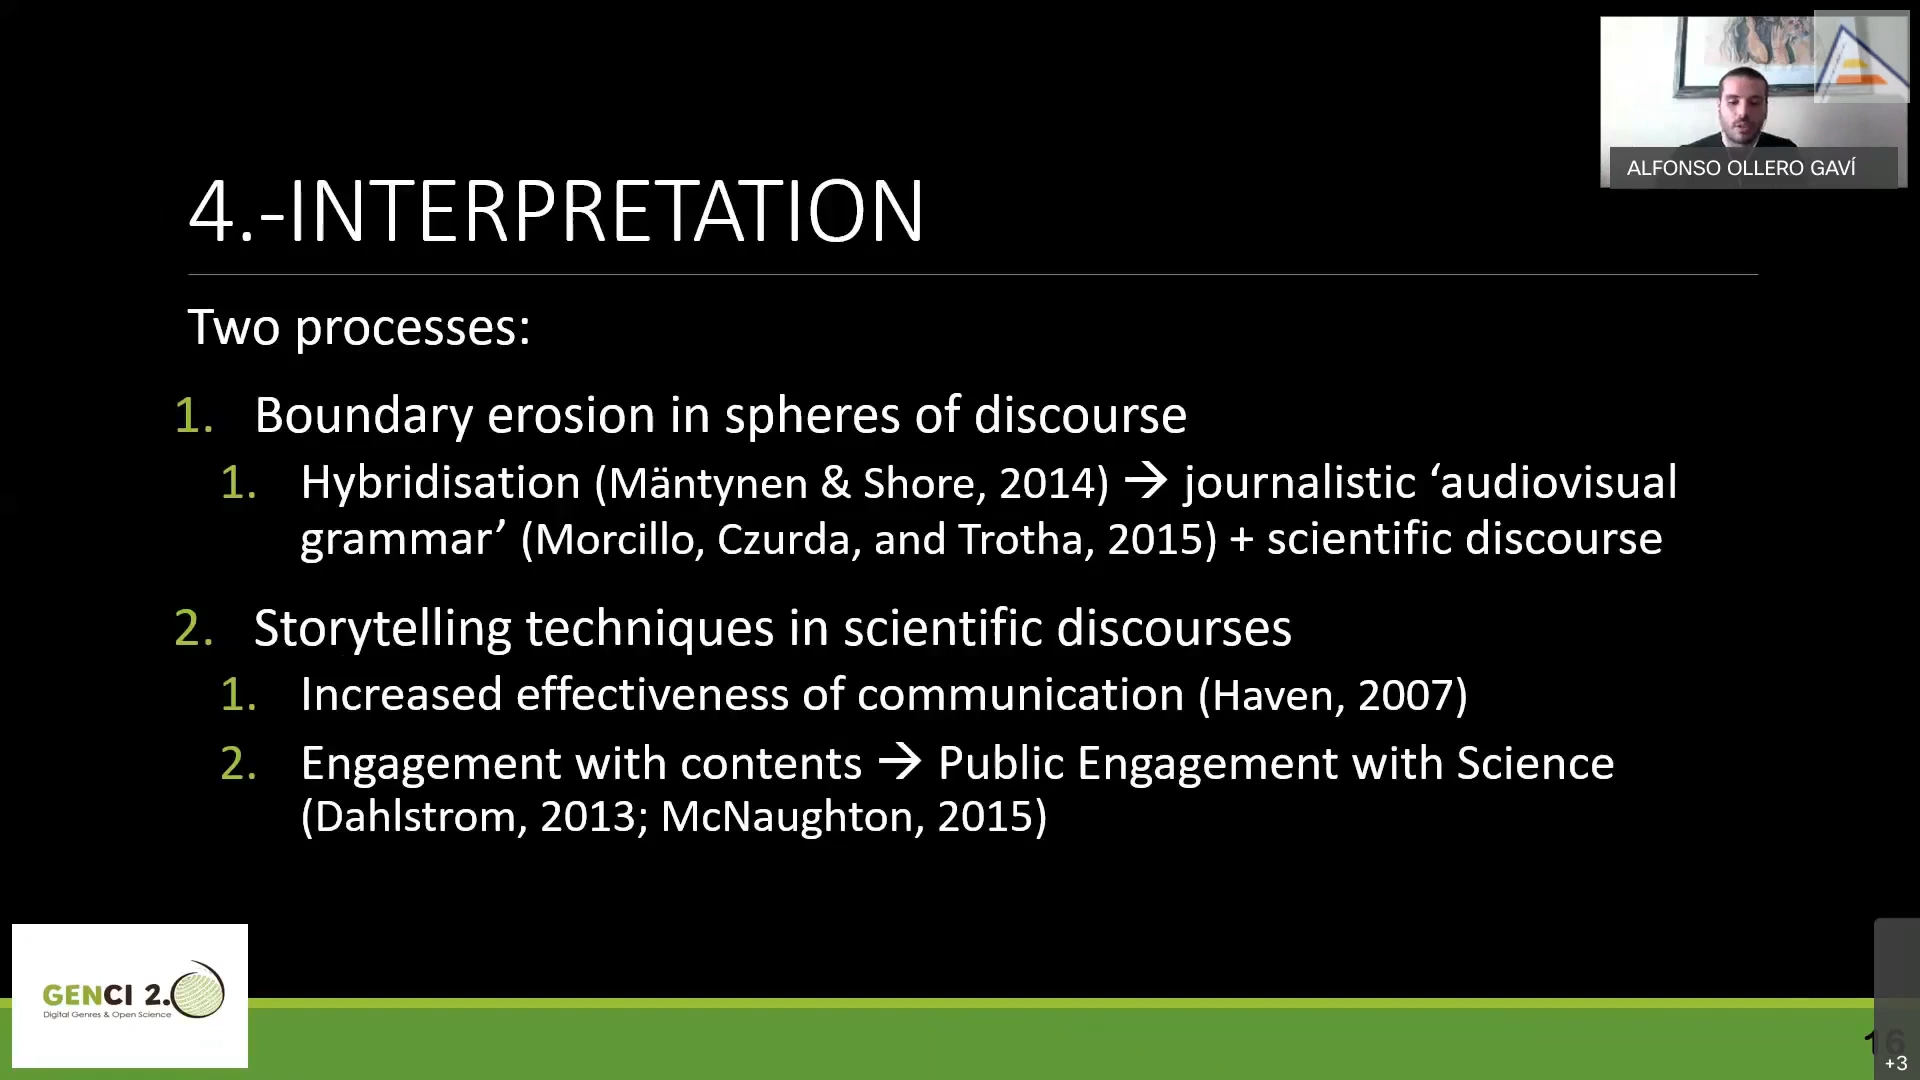 ALFONSO OLLERO GAVÍ
4.-INTERPRETATION
Two processes:
1. Boundary erosion in spheres of discourse
1. Hybridisation (Mäntynen & Shore, 2014) → journalistic ‘audiovisual
grammar’ (Morcillo, Czurda, and Trotha, 2015) + scientific discourse
2. Storytelling techniques in scientific discourses
1. Increased effectiveness of communication (Haven, 2007)
2. Engagement with contents → Public Engagement with Science
(Dahlstrom, 2013; McNaughton, 2015)
GENCI 2.
Digital Genres & Open Science
16
+3